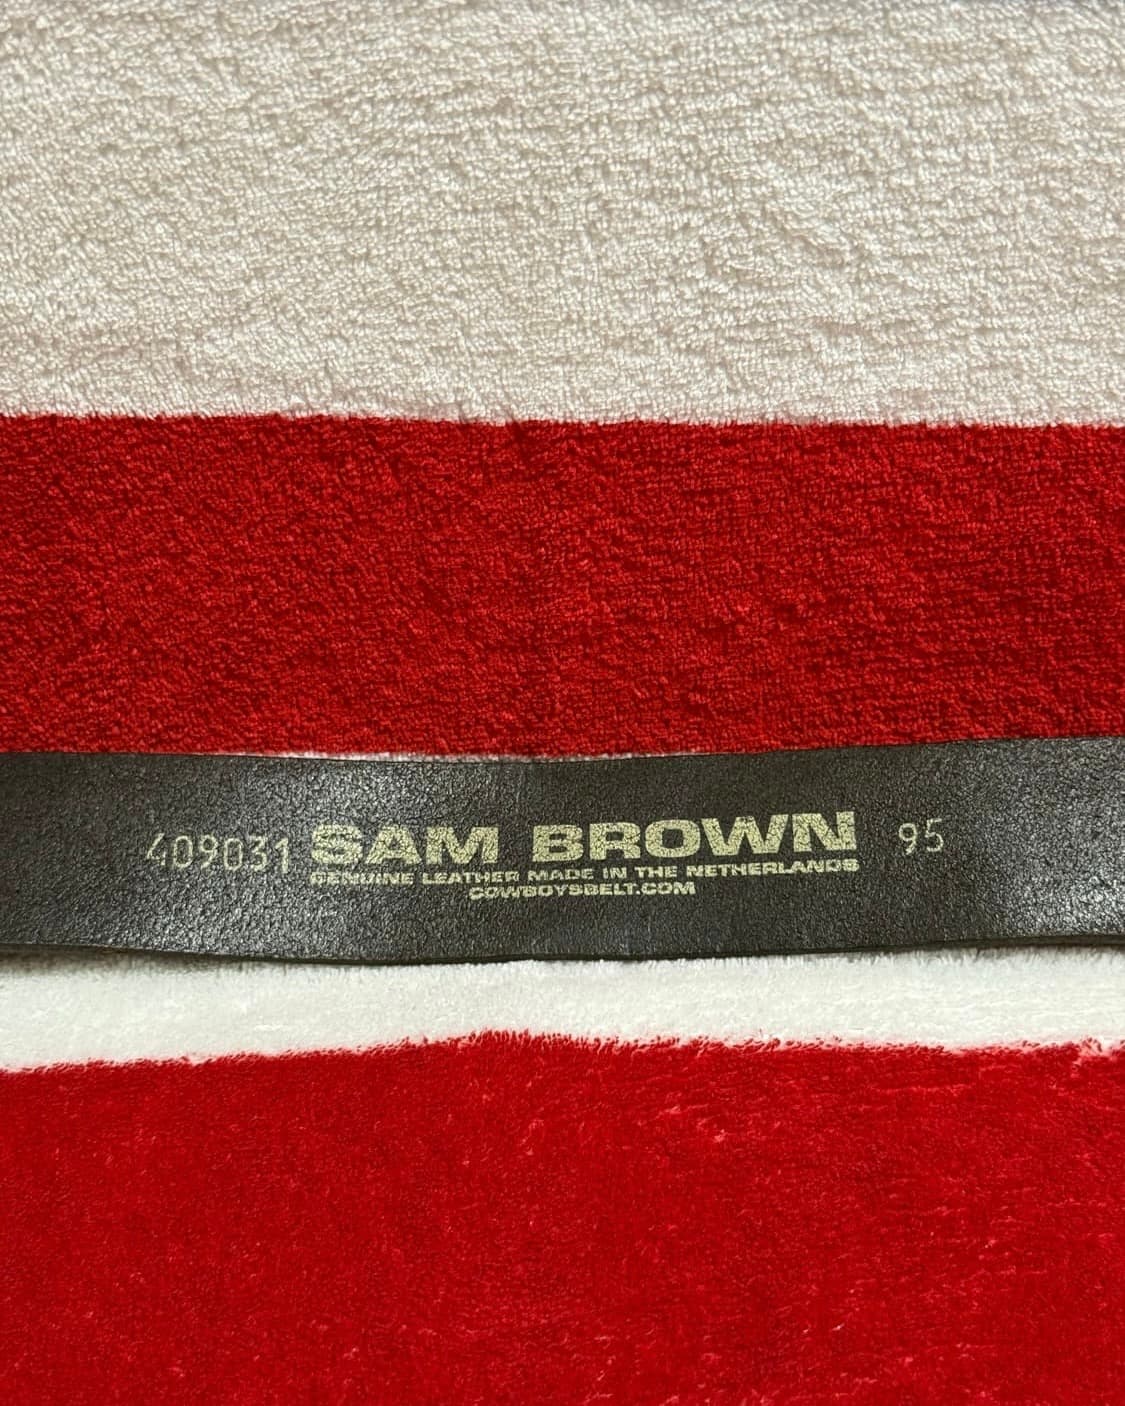 409031 SAM BROWN 95
GENUINE LEATHER MADE IN THE NETHERLANDS
COWBOYSBELT.COM